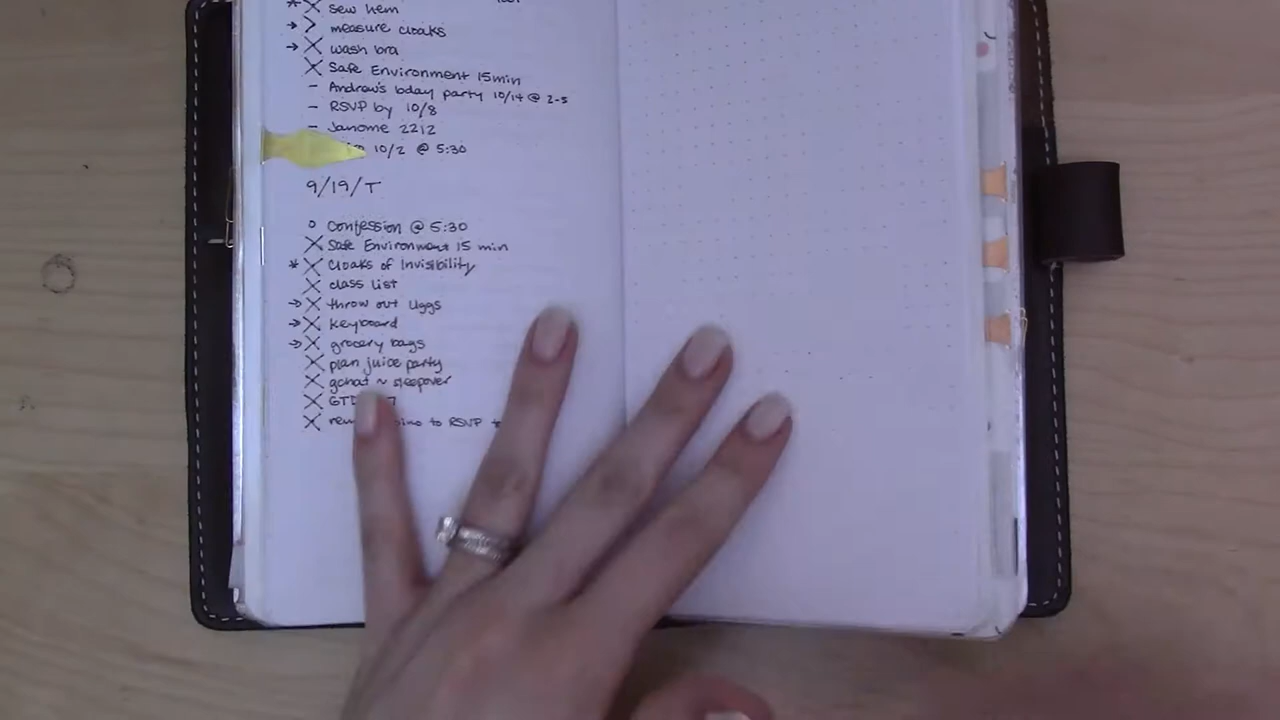 * X sew hem
→ > measure cloaks
→ X wash bra
X Safe Environment 15min
- Andrew's bday party 10/14 @ 2-5
- RSVP by 10/8
- Janome 2212
10/2 @ 5:30
9/19/T
o Confession @ 5:30
X Safe Environment 15 min
* X Cloaks of Invisibility
X class list
→ X throw out Uggs
→ X keyboard
→ X grocery bags
X plan juice party
X gchat ~ sleepover
X GTD
X to RSVP